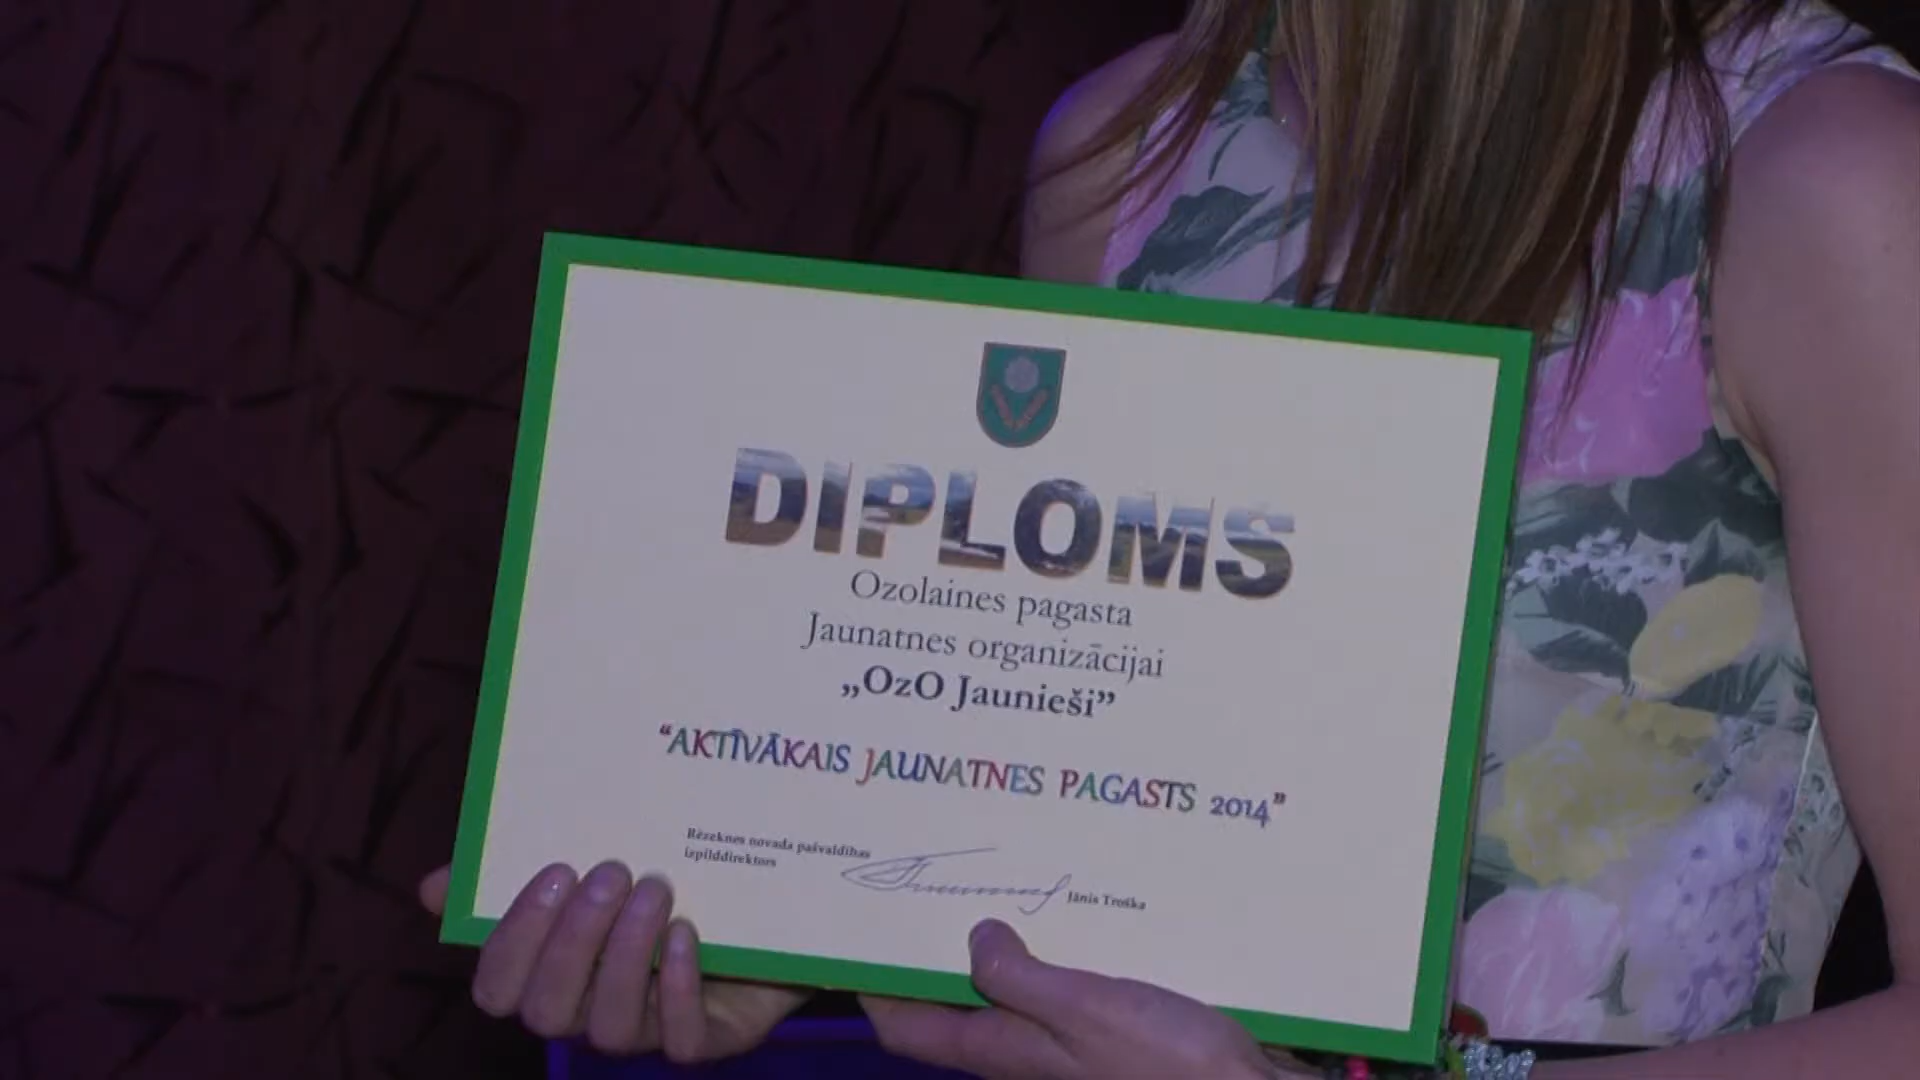 DIPLOMS
Ozolaines pagasta
Jaunatnes organizācijai
„OzO Jaunieši”
“AKTĪVĀKAIS JAUNATNES PAGASTS 2014”
Rēzeknes novada pašvaldības
izpilddirektors
Jānis Troška